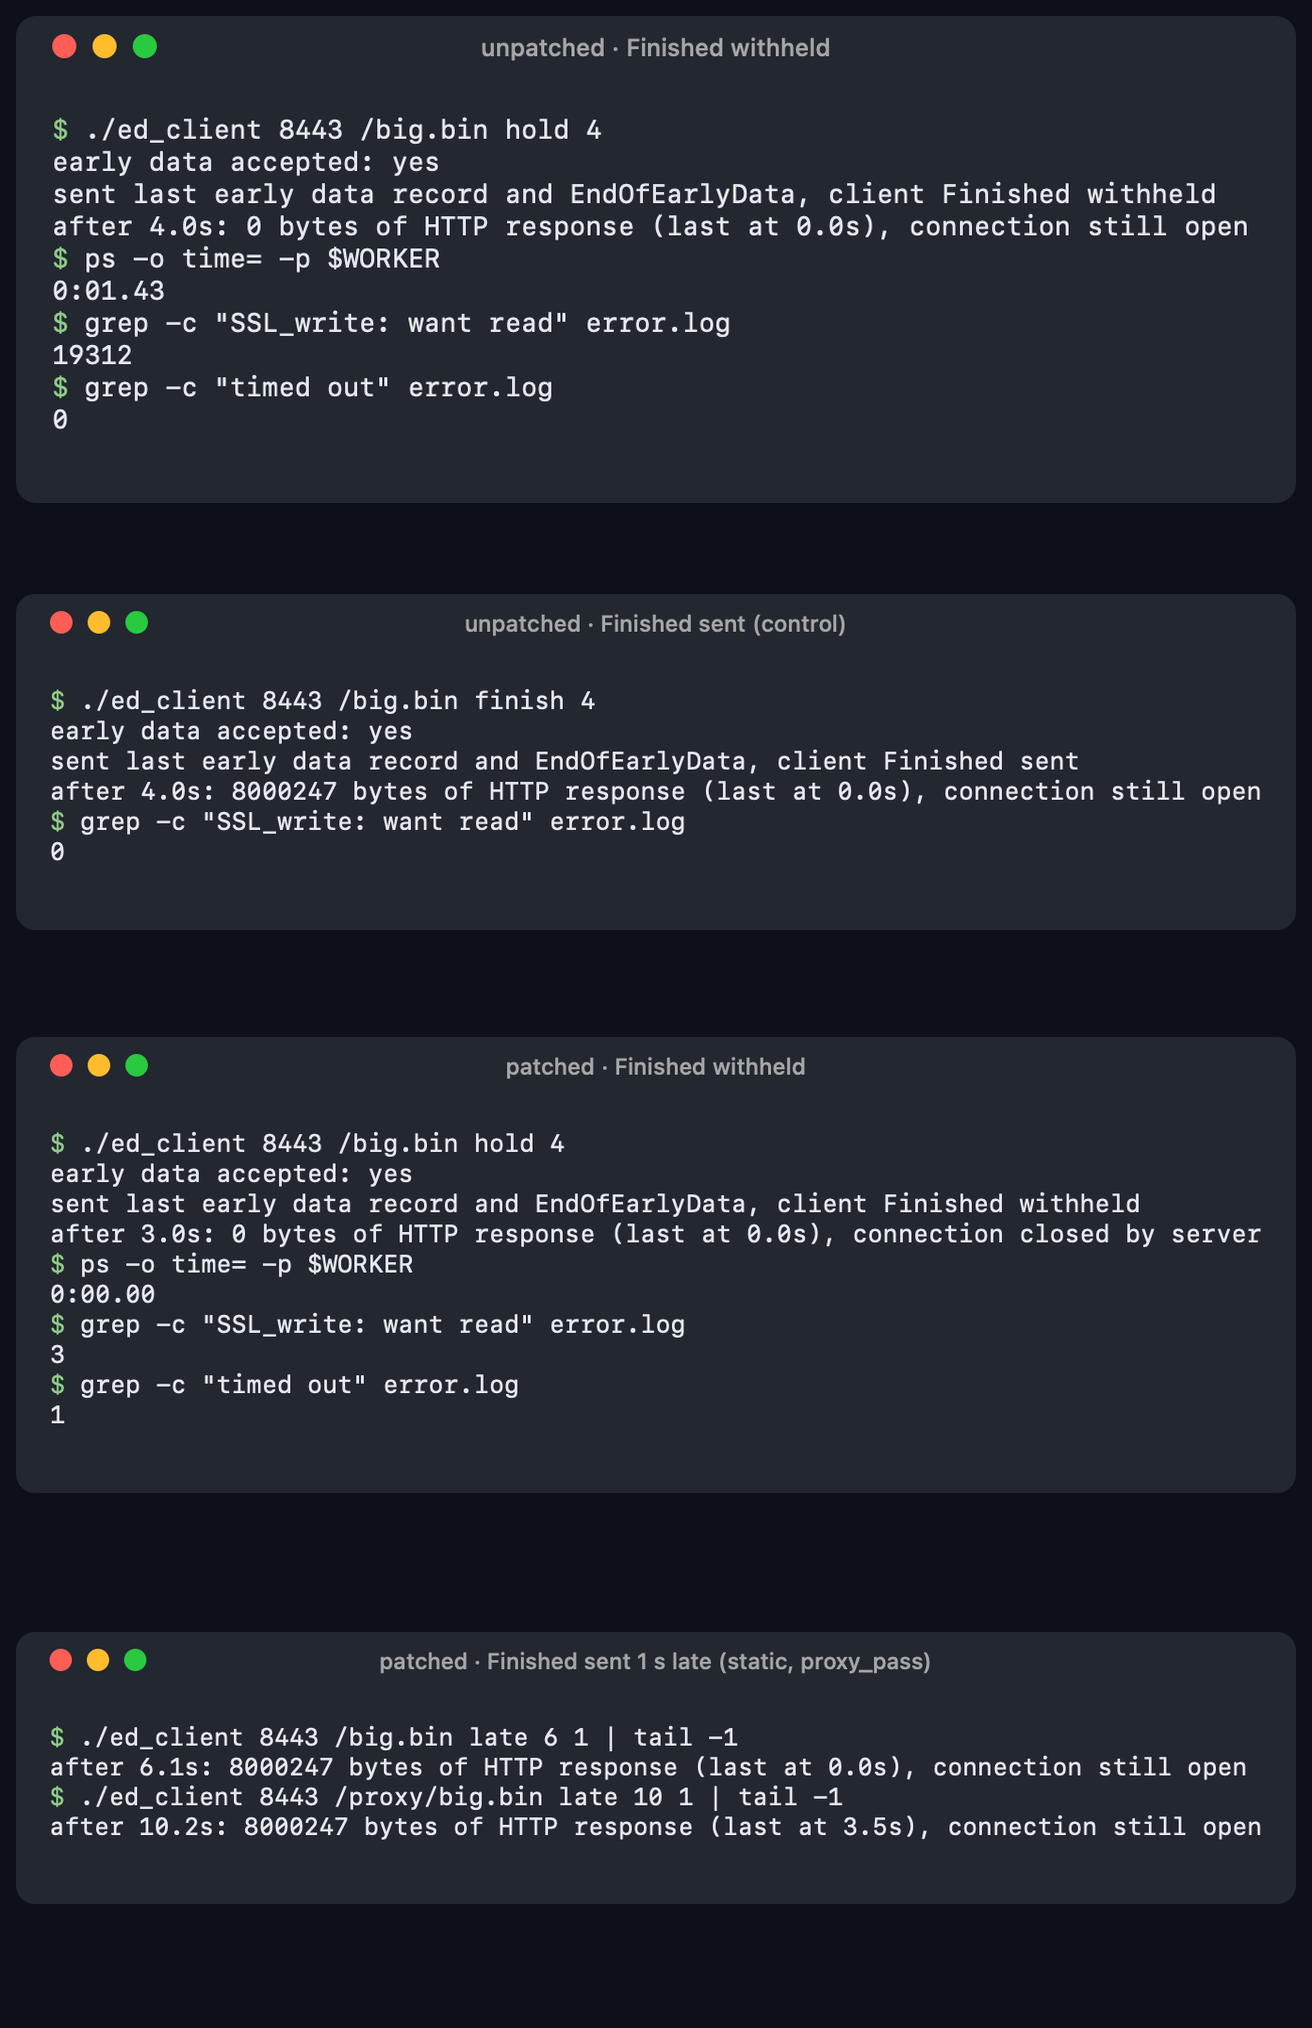 unpatched · Finished withheld
$ ./ed_client 8443 /big.bin hold 4
early data accepted: yes
sent last early data record and EndOfEarlyData, client Finished withheld
after 4.0s: 0 bytes of HTTP response (last at 0.0s), connection still open
$ ps -o time= -p $WORKER
0:01.43
$ grep -c "SSL_write: want read" error.log
19312
$ grep -c "timed out" error.log
0
unpatched · Finished sent (control)
$ ./ed_client 8443 /big.bin finish 4
early data accepted: yes
sent last early data record and EndOfEarlyData, client Finished sent
after 4.0s: 8000247 bytes of HTTP response (last at 0.0s), connection still open
$ grep -c "SSL_write: want read" error.log
0
patched · Finished withheld
$ ./ed_client 8443 /big.bin hold 4
early data accepted: yes
sent last early data record and EndOfEarlyData, client Finished withheld
after 3.0s: 0 bytes of HTTP response (last at 0.0s), connection closed by server
$ ps -o time= -p $WORKER
0:00.00
$ grep -c "SSL_write: want read" error.log
3
$ grep -c "timed out" error.log
1
patched · Finished sent 1 s late (static, proxy_pass)
$ ./ed_client 8443 /big.bin late 6 1 | tail -1
after 6.1s: 8000247 bytes of HTTP response (last at 0.0s), connection still open
$ ./ed_client 8443 /proxy/big.bin late 10 1 | tail -1
after 10.2s: 8000247 bytes of HTTP response (last at 3.5s), connection still open